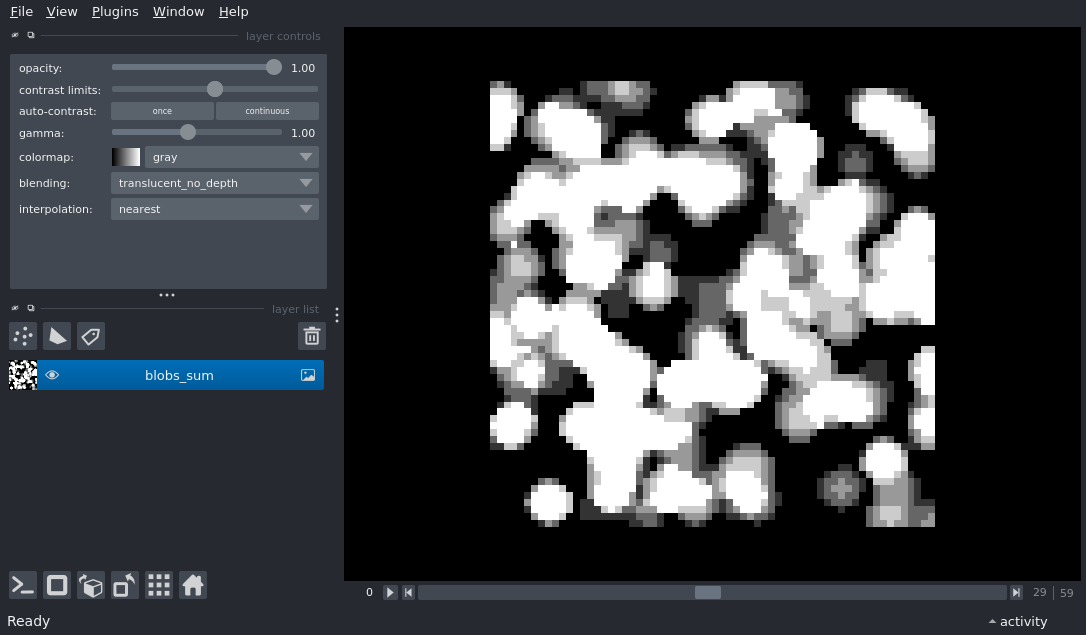 File View Plugins Window Help
layer controls
opacity: 1.00
contrast limits:
auto-contrast: once continuous
gamma: 1.00
colormap: gray
blending: translucent_no_depth
interpolation: nearest
layer list
blobs_sum
0 29 59
Ready activity